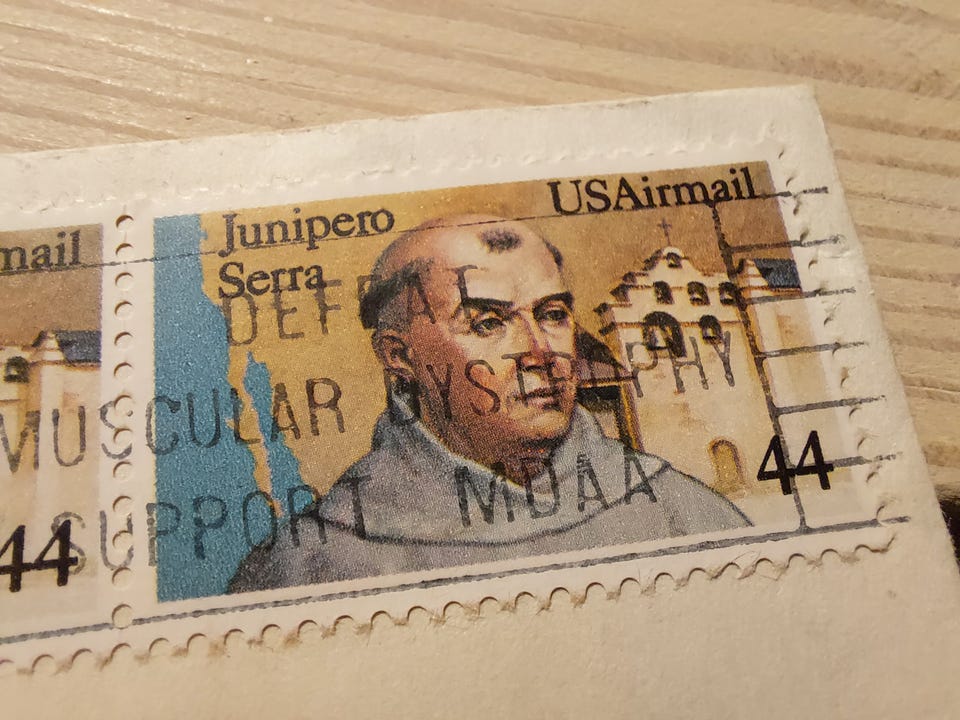 mail
44
Junipero
Serra
USAirmail
44
DEFEAT
MUSCULAR DYSTROPHY
SUPPORT MDAA